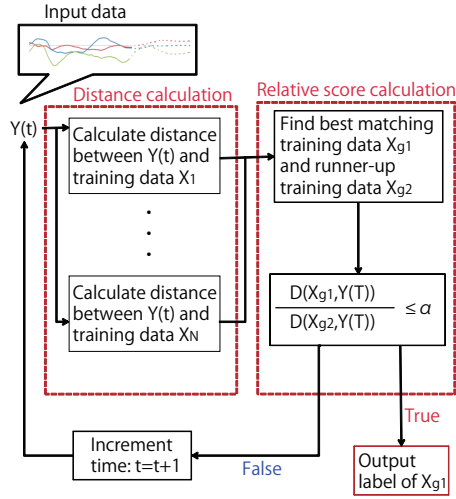 Input data
Distance calculation
Relative score calculation
Y(t)
Calculate distance
between Y(t) and
training data X1
Calculate distance
between Y(t) and
training data XN
Find best matching
training data Xg1
and runner-up
training data Xg2
D(Xg1,Y(T))
D(Xg2,Y(T))
≤ α
True
False
Increment
time: t=t+1
Output
label of Xg1